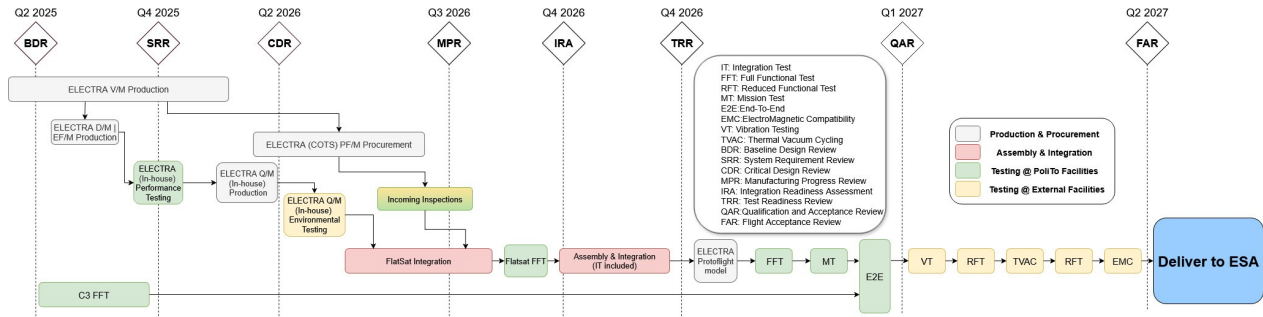 Q2 2025
Q4 2025
Q2 2026
Q3 2026
Q4 2026
Q4 2026
Q1 2027
Q2 2027
BDR
SRR
CDR
MPR
IRA
TRR
QAR
FAR
ELECTRA V/M Production
ELECTRA D/M |
EF/M Production
ELECTRA (COTS) PF/M Procurement
ELECTRA
(In-house)
Performance
Testing
ELECTRA Q/M
(In-house)
Production
ELECTRA Q/M
(In-house)
Environmental
Testing
Incoming Inspections
FlatSat Integration
Flatsat FFT
Assembly & Integration
(IT included)
ELECTRA
Protoflight
model
FFT
MT
E2E
VT
RFT
TVAC
RFT
EMC
Deliver to ESA
C3 FFT
IT: Integration Test
FFT: Full Functional Test
RFT: Reduced Functional Test
MT: Mission Test
E2E:End-To-End
EMC:ElectroMagnetic Compatibility
VT: Vibration Testing
TVAC: Thermal Vacuum Cycling
BDR: Baseline Design Review
SRR: System Requirement Review
CDR: Critical Design Review
MPR: Manufacturing Progress Review
IRA: Integration Readiness Assessment
TRR: Test Readiness Review
QAR:Qualification and Acceptance Review
FAR: Flight Acceptance Review
Production & Procurement
Assembly & Integration
Testing @ PoliTo Facilities
Testing @ External Facilities